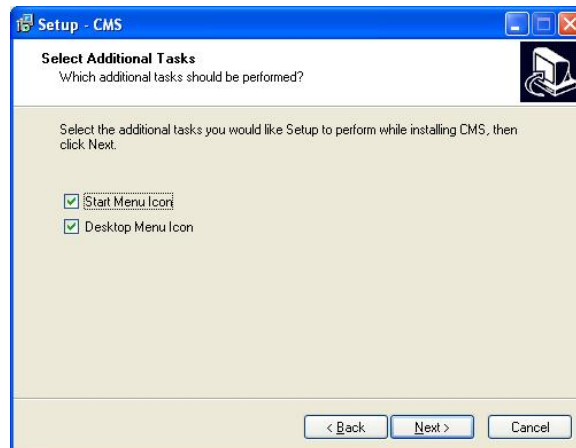 Setup - CMS
Select Additional Tasks
Which additional tasks should be performed?
Select the additional tasks you would like Setup to perform while installing CMS, then
click Next.
Start Menu Icon
Desktop Menu Icon
< Back
Next >
Cancel